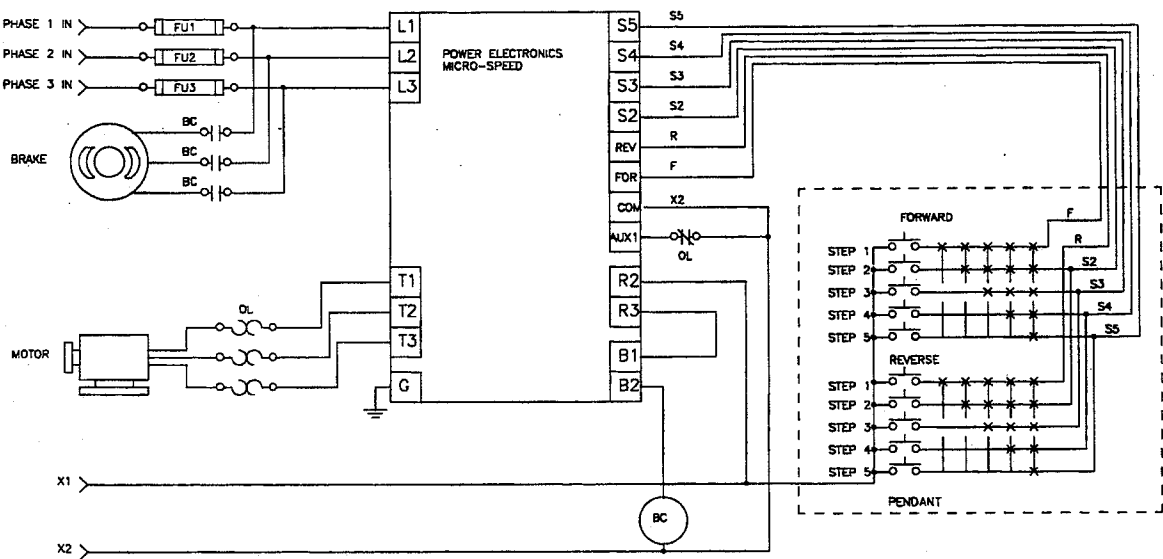 PHASE 1 IN
FU1
L1
PHASE 2 IN
FU2
L2
PHASE 3 IN
FU3
L3
POWER ELECTRONICS
MICRO-SPEED
S5
S5
S4
S4
S3
S3
S2
S2
REV
R
FOR
F
COM
X2
AUX1
OL
BC
BC
BC
BRAKE
T1
T2
T3
G
OL
MOTOR
R2
R3
B1
B2
BC
X1
X2
FORWARD
STEP 1
F
R
STEP 2
S2
STEP 3
S3
STEP 4
S4
STEP 5
S5
REVERSE
STEP 1
STEP 2
STEP 3
STEP 4
STEP 5
PENDANT